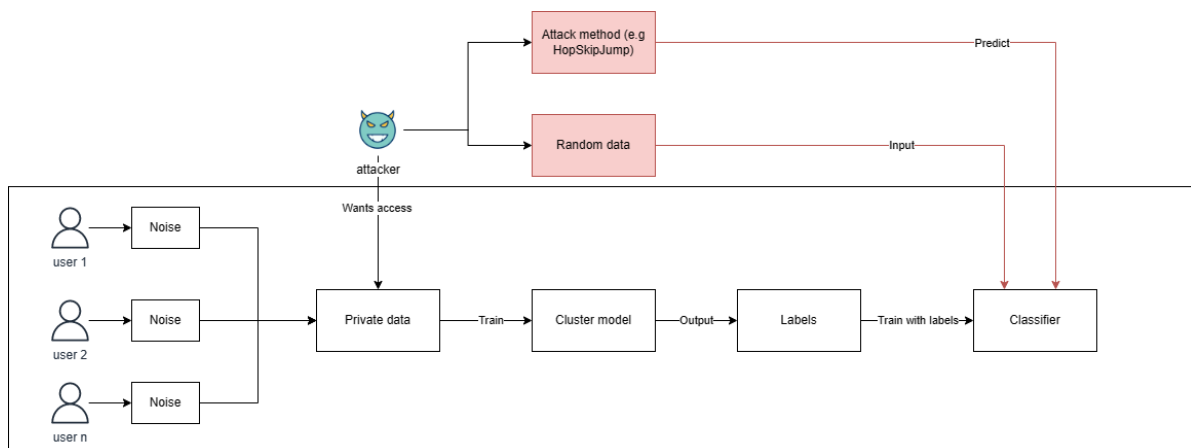 Attack method (e.g
HopSkipJump)
Predict
Random data
Input
attacker
Wants access
Noise
user 1
Noise
user 2
Private data
Train
Cluster model
Output
Labels
Train with labels
Classifier
Noise
user n